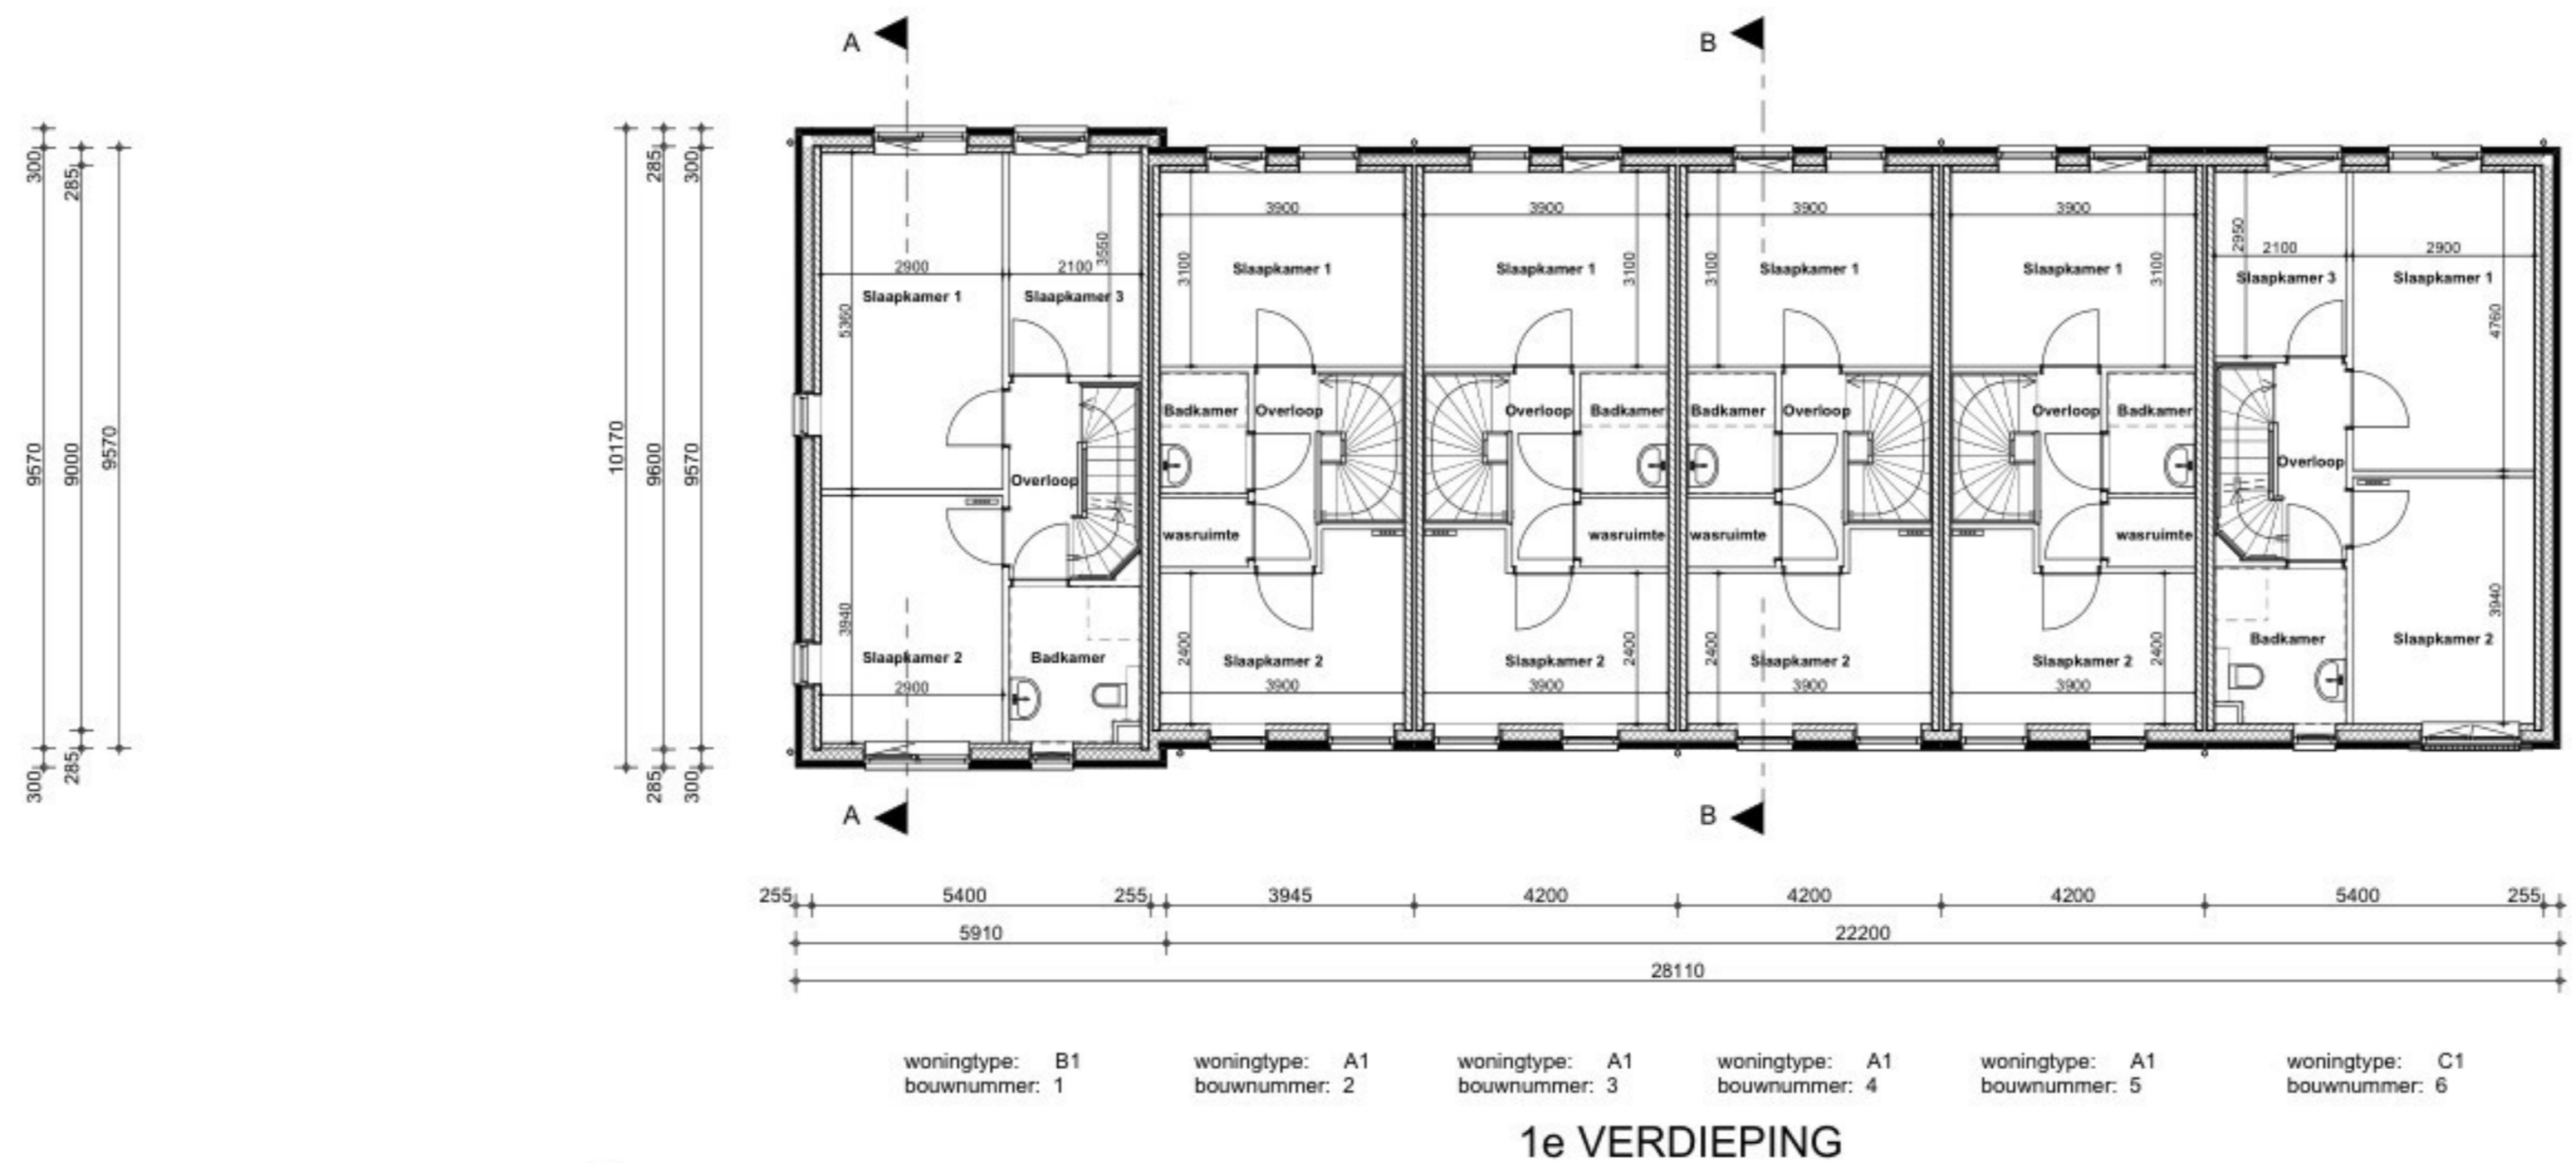 A
B
300
285
9570
9000
9570
300
285
10170
285
300
9600
9570
285
300
3900
3900
3900
3900
3550
2900
2100
Slaapkamer 1
Slaapkamer 3
5360
3100
Slaapkamer 1
Slaapkamer 1
3100
3100
Slaapkamer 1
Slaapkamer 1
3100
2950
2100
2900
Slaapkamer 3
Slaapkamer 1
4760
Badkamer
Overloop
Overloop
Badkamer
Badkamer
Overloop
Overloop
Badkamer
Overloop
Overloop
wasruimte
wasruimte
wasruimte
wasruimte
3940
Slaapkamer 2
2900
Badkamer
2400
Slaapkamer 2
3900
Slaapkamer 2
2400
3900
2400
Slaapkamer 2
3900
Slaapkamer 2
2400
3900
Badkamer
Slaapkamer 2
3940
A
B
255
5400
255
3945
4200
4200
4200
5400
255
5910
22200
28110
woningtype: B1
bouwnummer: 1
woningtype: A1
bouwnummer: 2
woningtype: A1
bouwnummer: 3
woningtype: A1
bouwnummer: 4
woningtype: A1
bouwnummer: 5
woningtype: C1
bouwnummer: 6
1e VERDIEPING